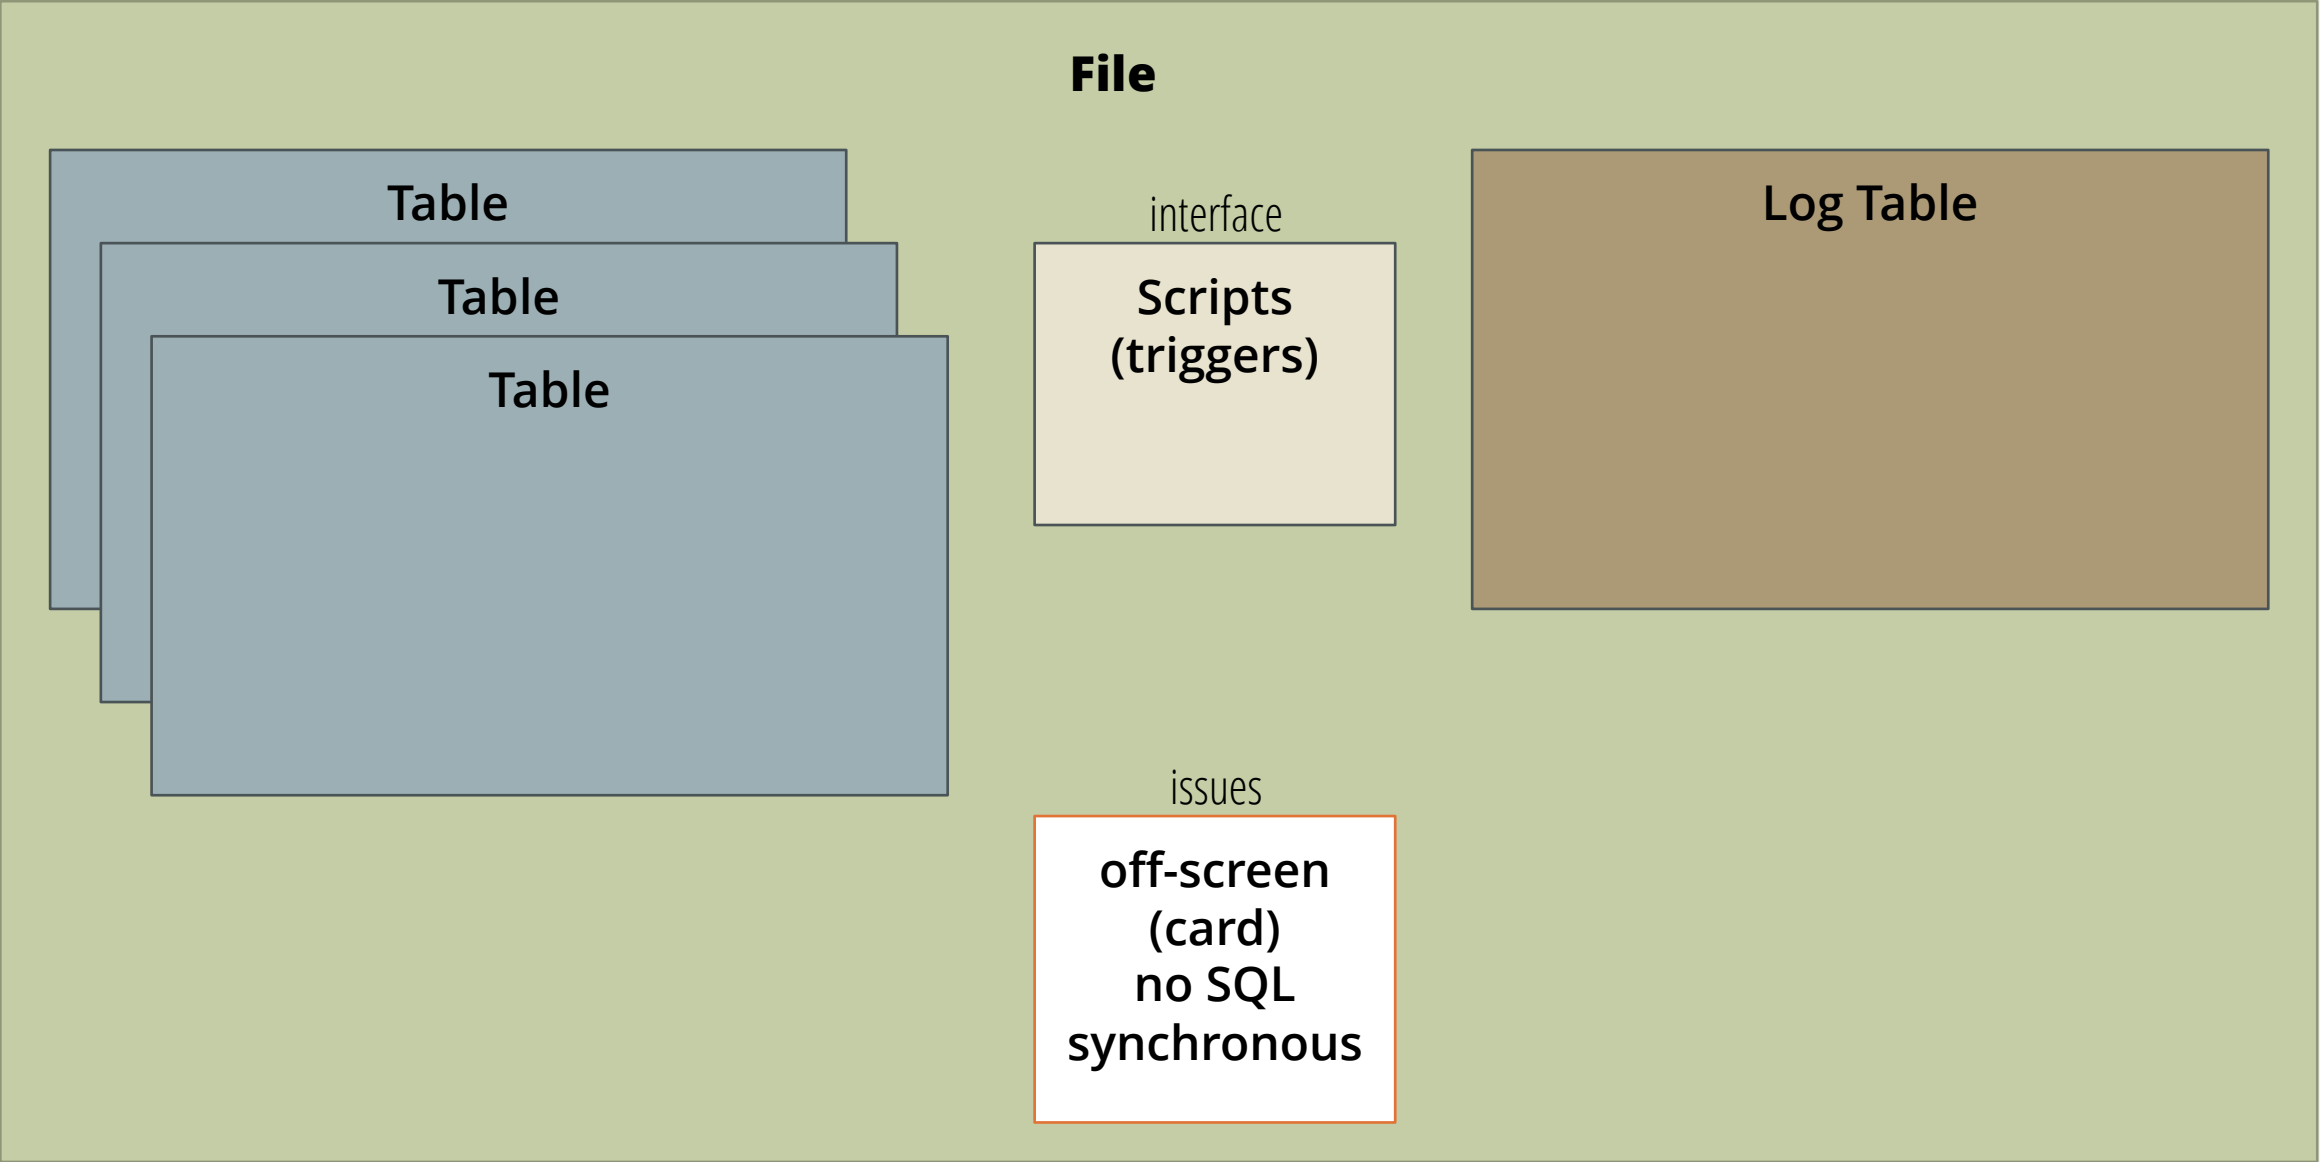 File
Table
Table
Table
interface
Scripts
(triggers)
Log Table
issues
off-screen
(card)
no SQL
synchronous